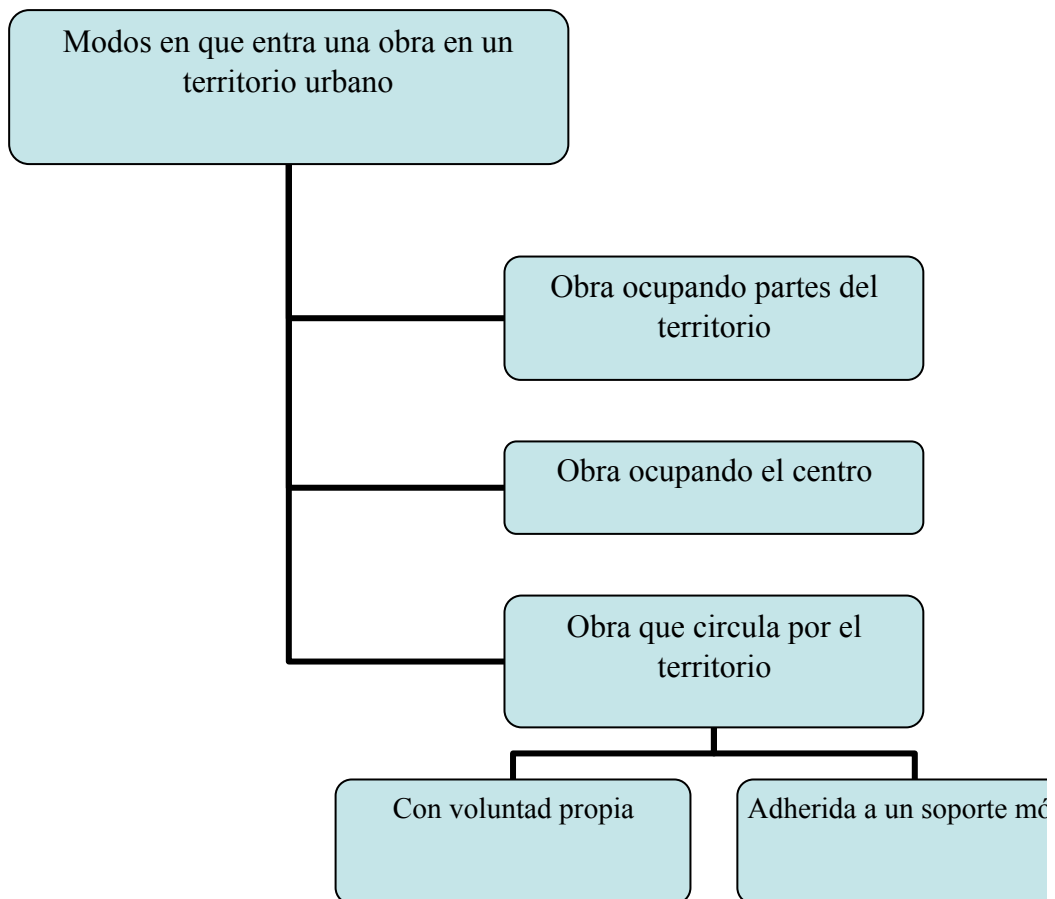 Modos en que entra una obra en un
territorio urbano
Obra ocupando partes del
territorio
Obra ocupando el centro
Obra que circula por el
territorio
Con voluntad propia
Adherida a un soporte mó